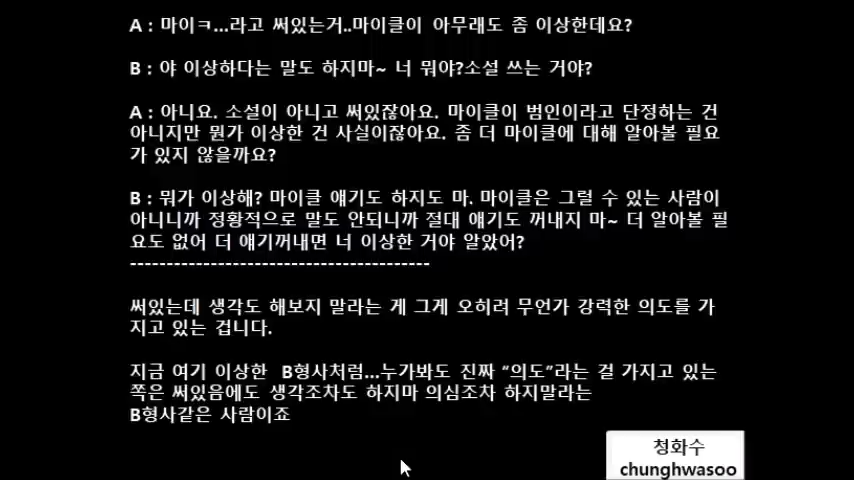 A : 마이ㅋ...라고 써있는거..마이클이 아무래도 좀 이상한데요?
B : 야 이상하다는 말도 하지마~ 너 뭐야?소설 쓰는 거야?
A : 아니요. 소설이 아니고 써있잖아요. 마이클이 범인이라고 단정하는 건
아니지만 뭔가 이상한 건 사실이잖아요. 좀 더 마이클에 대해 알아볼 필요
가 있지 않을까요?
B : 뭐가 이상해? 마이클 얘기도 하지도 마. 마이클은 그럴 수 있는 사람이
아니니까 정황적으로 말도 안되니까 절대 얘기도 꺼내지 마~ 더 알아볼 필
요도 없어 더 얘기꺼내면 너 이상한 거야 알았어?
-----------------------------------------
써있는데 생각도 해보지 말라는 게 그게 오히려 무언가 강력한 의도를 가
지고 있는 겁니다.
지금 여기 이상한  B형사처럼...누가봐도 진짜 “의도”라는 걸 가지고 있는
쪽은 써있음에도 생각조차도 하지마 의심조차 하지말라는
B형사같은 사람이죠
청화수
chunghwasoo